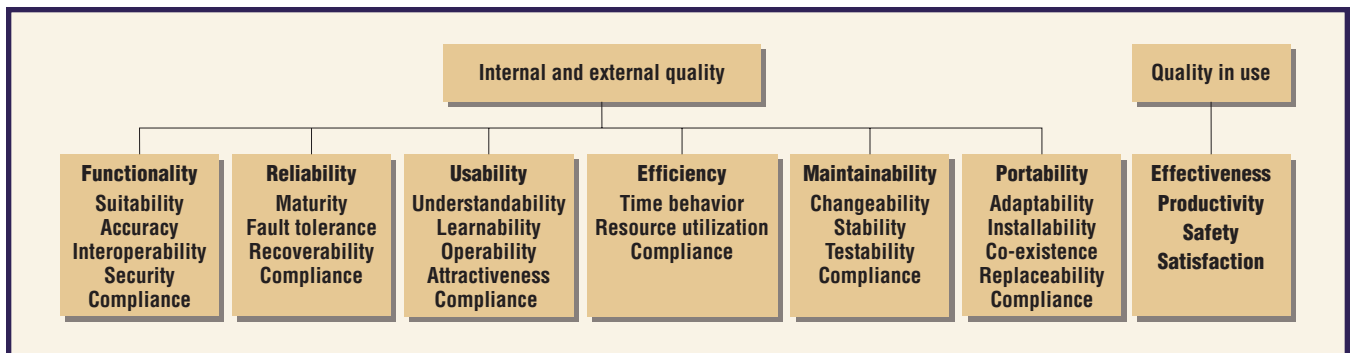 Internal and external quality
Quality in use
Functionality
Suitability
Accuracy
Interoperability
Security
Compliance
Reliability
Maturity
Fault tolerance
Recoverability
Compliance
Usability
Understandability
Learnability
Operability
Attractiveness
Compliance
Efficiency
Time behavior
Resource utilization
Compliance
Maintainability
Changeability
Stability
Testability
Compliance
Portability
Adaptability
Installability
Co-existence
Replaceability
Compliance
Effectiveness
Productivity
Safety
Satisfaction